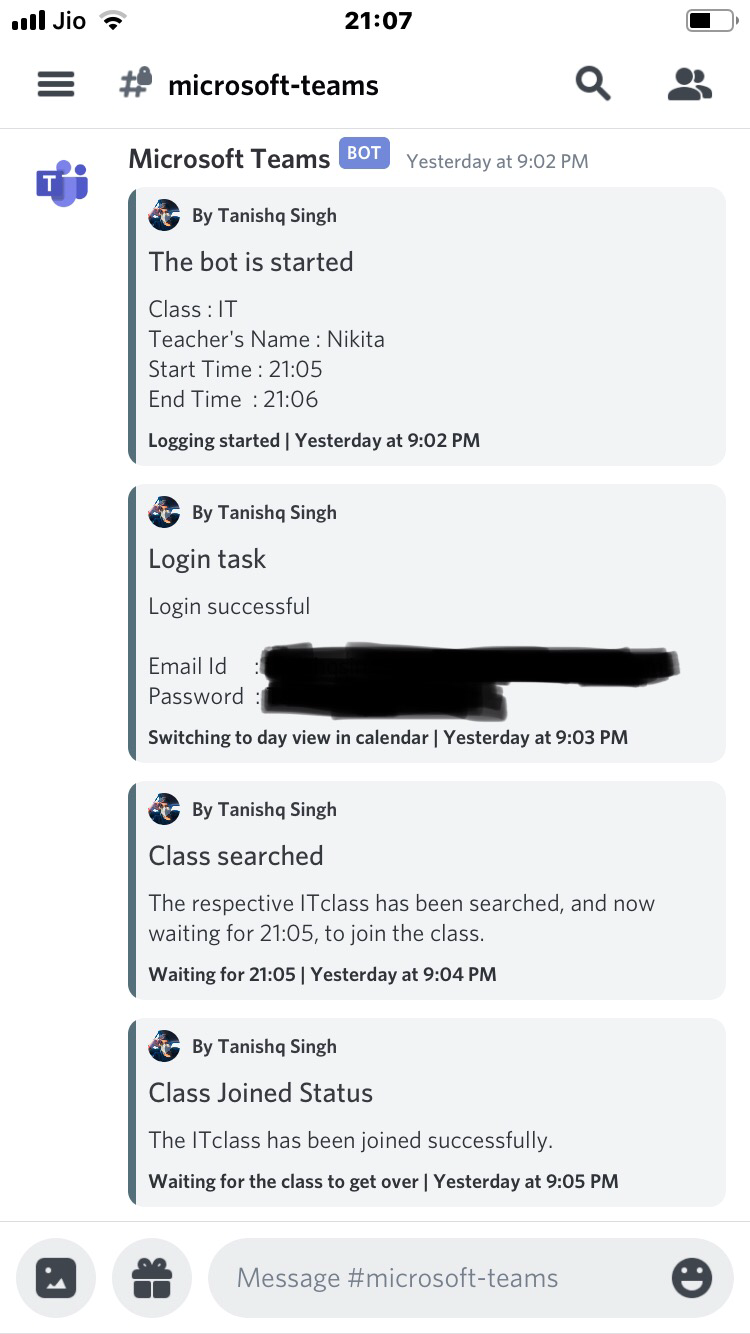 Jio
21:07
microsoft-teams
T
Microsoft Teams BOT Yesterday at 9:02 PM
By Tanishq Singh
The bot is started
Class : IT
Teacher's Name : Nikita
Start Time : 21:05
End Time : 21:06
Logging started | Yesterday at 9:02 PM
By Tanishq Singh
Login task
Login successful
Email Id :
Password :
Switching to day view in calendar | Yesterday at 9:03 PM
By Tanishq Singh
Class searched
The respective ITclass has been searched, and now
waiting for 21:05, to join the class.
Waiting for 21:05 | Yesterday at 9:04 PM
By Tanishq Singh
Class Joined Status
The ITclass has been joined successfully.
Waiting for the class to get over | Yesterday at 9:05 PM
Message #microsoft-teams